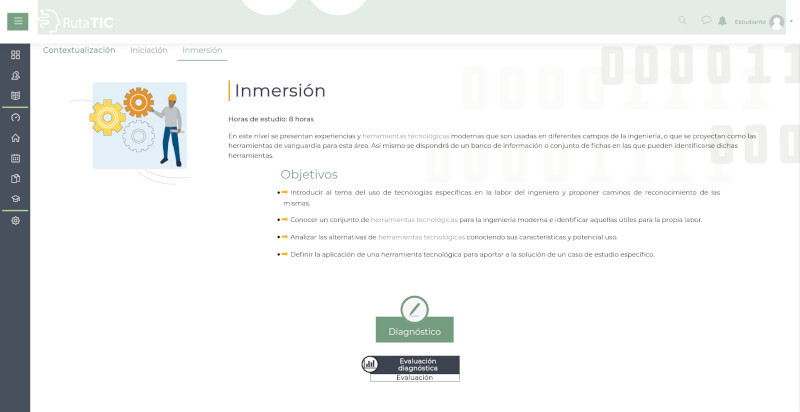 RutaTIC
Estudiante
Contextualización Iniciación Inmersión
Inmersión
Horas de estudio: 8 horas
En este nivel se presentan experiencias y herramientas tecnológicas modernas que son usadas en diferentes campos de la ingeniería, o que se proyectan como las
herramientas de vanguardia para esta área. Así mismo se dispondrá de un banco de información o conjunto de fichas en las que pueden identificarse dichas
herramientas.
Objetivos
Introducir al tema del uso de tecnologías específicas en la labor del ingeniero y proponer caminos de reconocimiento de las
mismas.
Conocer un conjunto de herramientas tecnológicas para la ingeniería moderna e identificar aquellas útiles para la propia labor.
Analizar las alternativas de herramientas tecnológicas conociendo sus características y potencial uso.
Definir la aplicación de una herramienta tecnológica para aportar a la solución de un caso de estudio específico.
Diagnóstico
Evaluación
diagnóstica
Evaluación